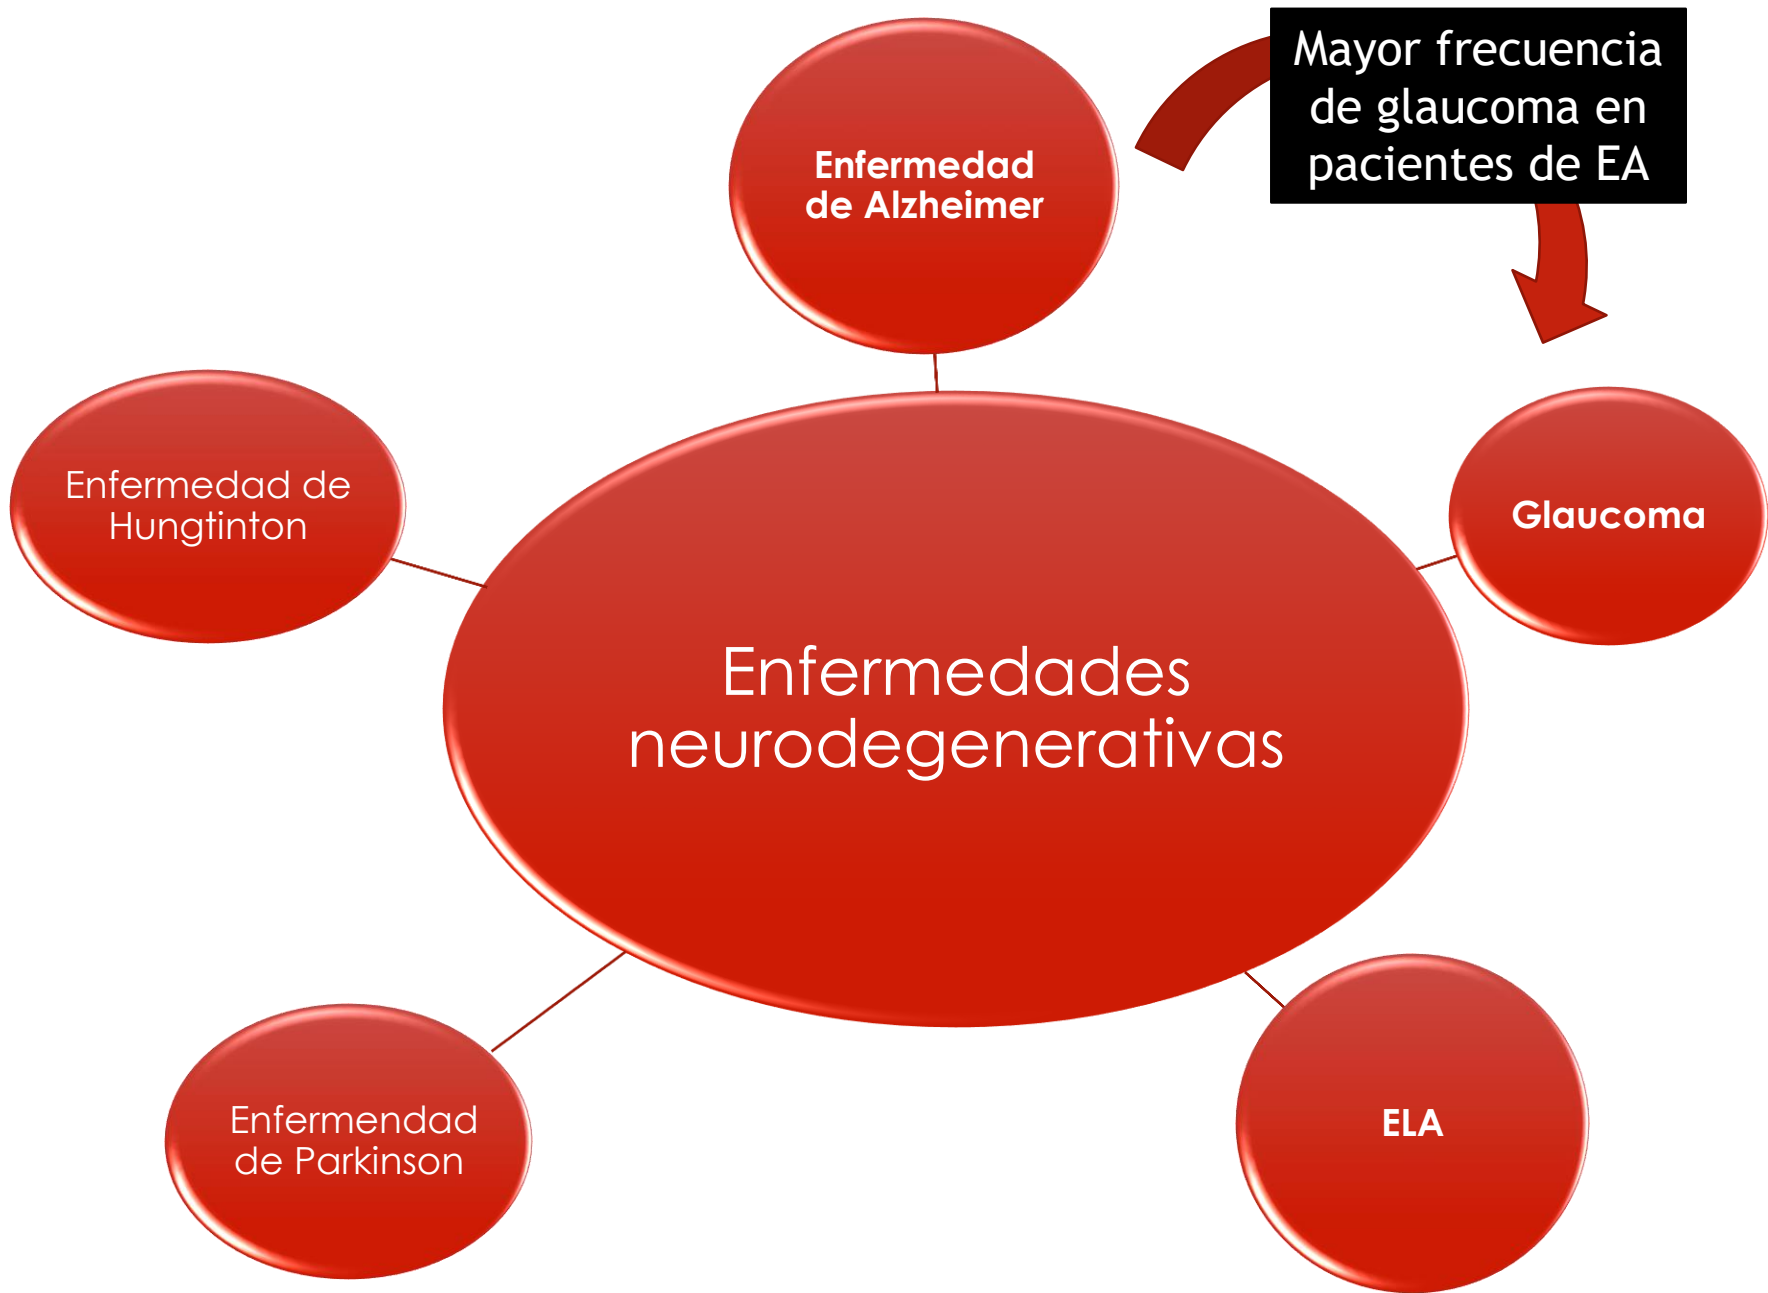 Mayor frecuencia
de glaucoma en
pacientes de EA
Enfermedad
de Alzheimer
Enfermedad de
Hungtinton
Glaucoma
Enfermedades
neurodegenerativas
Enfermendad
de Parkinson
ELA